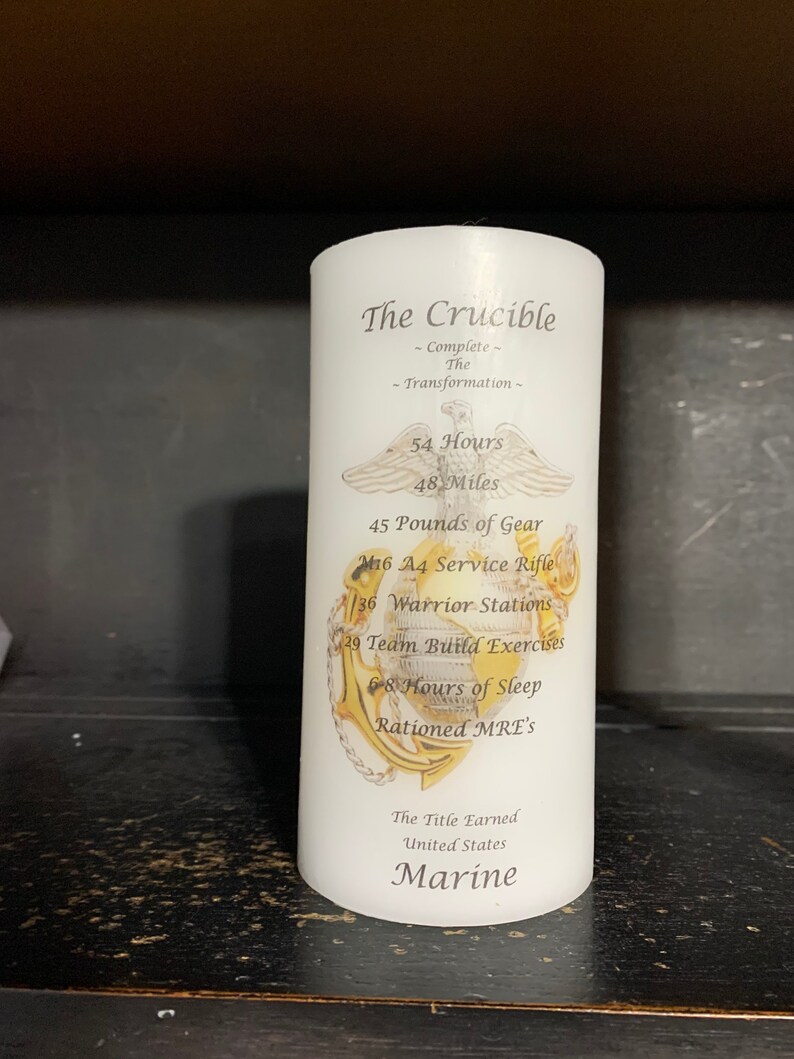 The Crucible
~ Complete ~
The
~ Transformation ~
54 Hours
48 Miles
45 Pounds of Gear
M16 A4 Service Rifle
36 Warrior Stations
29 Team Build Exercises
6-8 Hours of Sleep
Rationed MRE's
The Title Earned
United States
Marine